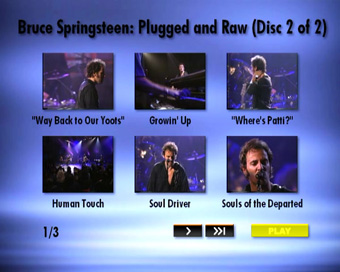 Bruce Springsteen: Plugged and Raw (Disc 2 of 2)
"Way Back to Our Yoots" Growin' Up "Where's Patti?"
Human Touch Soul Driver Souls of the Departed
1/3 PLAY